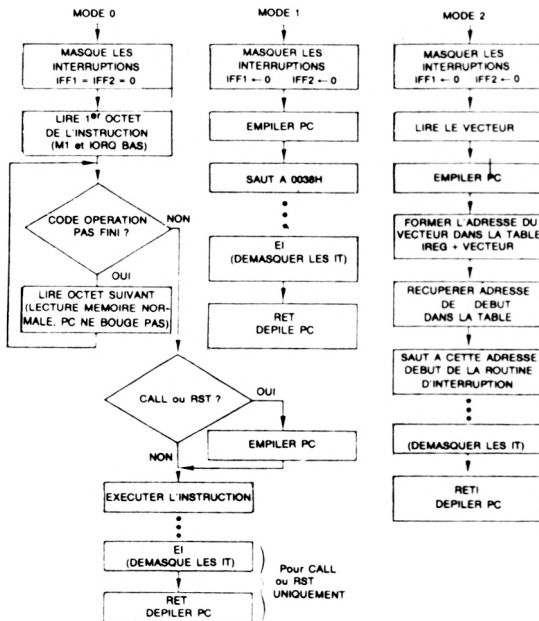 MODE 0
MASQUE LES
INTERRUPTIONS
IFF1 = IFF2 = 0
LIRE 1er OCTET
DE L'INSTRUCTION
(M1 et IORQ BAS)
CODE OPERATION
PAS FINI ?
NON
OUI
LIRE OCTET SUIVANT
(LECTURE MEMOIRE NOR-
MALE, PC NE BOUGE PAS)
CALL ou RST ?
OUI
EMPILER PC
NON
EXECUTER L'INSTRUCTION
EI
(DEMASQUE LES IT)
RET
DEPILER PC
Pour CALL
ou RST
UNIQUEMENT
MODE 1
MASQUER LES
INTERRUPTIONS
IFF1 ← 0 IFF2 ← 0
EMPILER PC
SAUT A 0038H
EI
(DEMASQUER LES IT)
RET
DEPILE PC
MODE 2
MASQUER LES
INTERRUPTIONS
IFF1 ← 0 IFF2 ← 0
LIRE LE VECTEUR
EMPILER PC
FORMER L'ADRESSE DU
VECTEUR DANS LA TABLE
IREG + VECTEUR
RECUPERER ADRESSE
DE DEBUT
DANS LA TABLE
SAUT A CETTE ADRESSE
DEBUT DE LA ROUTINE
D'INTERRUPTION
(DEMASQUER LES IT)
RETI
DEPILER PC